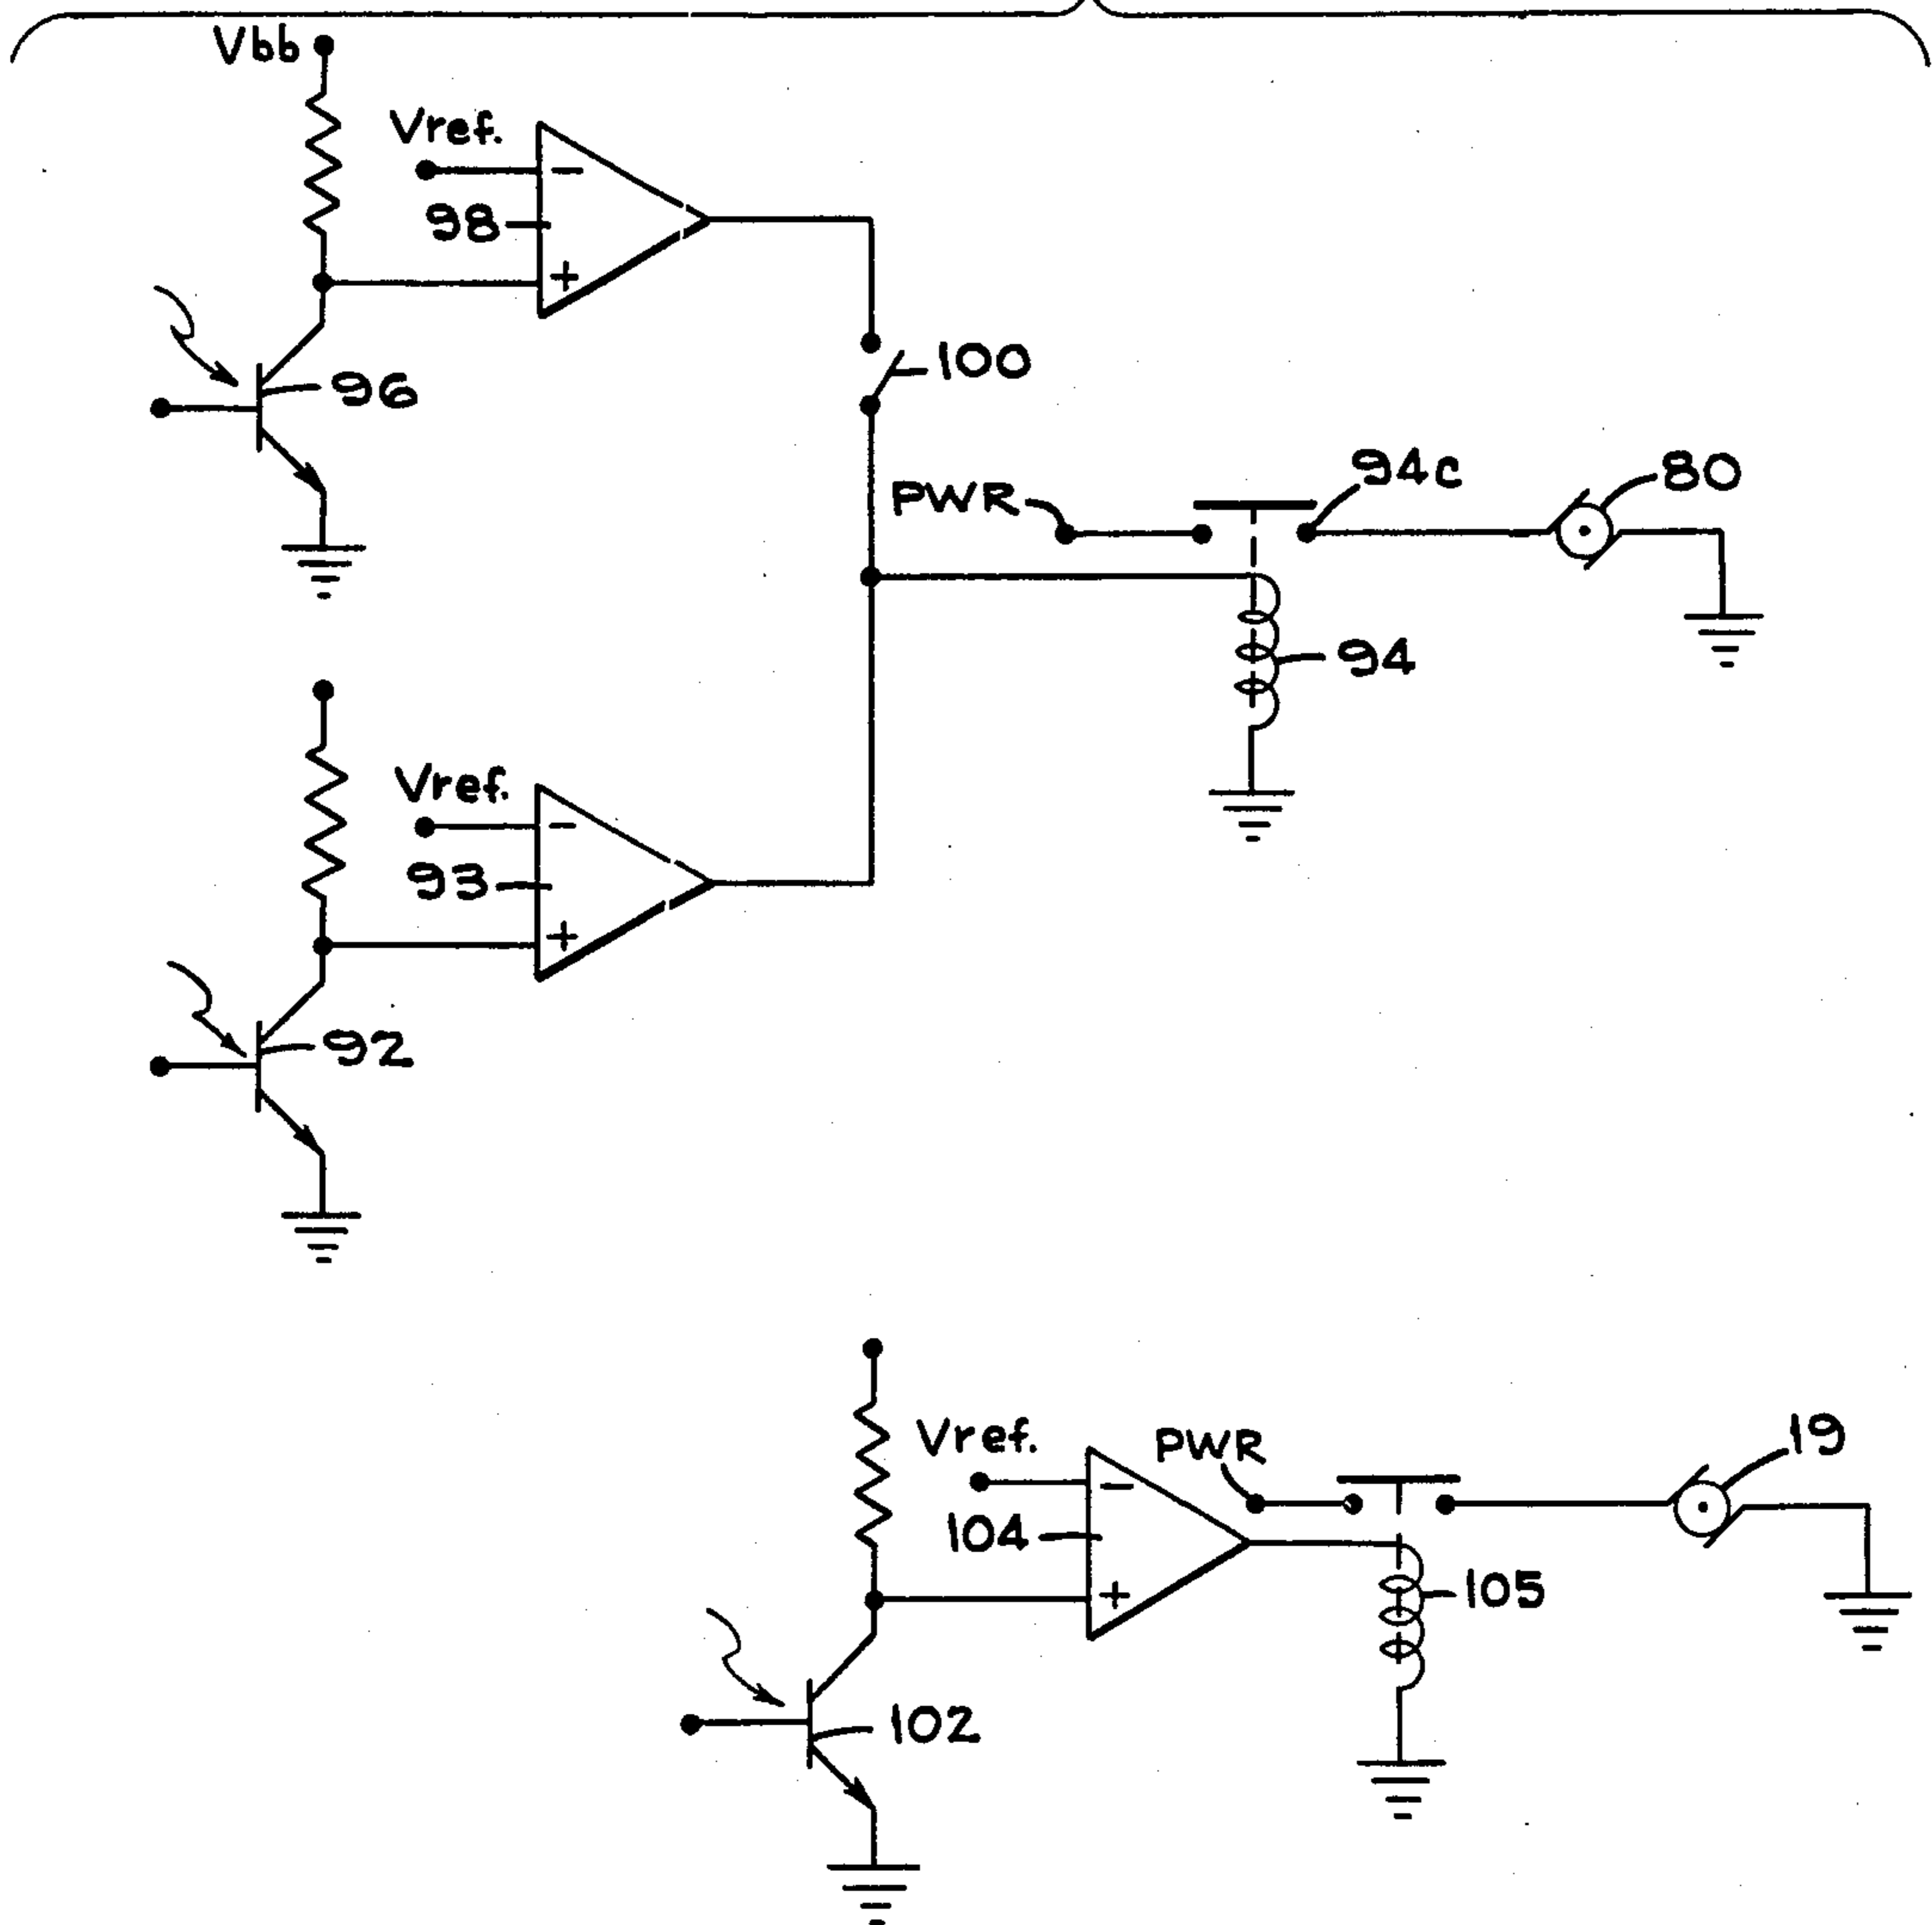 Vbb
Vref.
98
-
+
96
100
94c
80
PWR
94
Vref.
93
-
+
92
Vref.
PWR
19
104
-
+
105
102